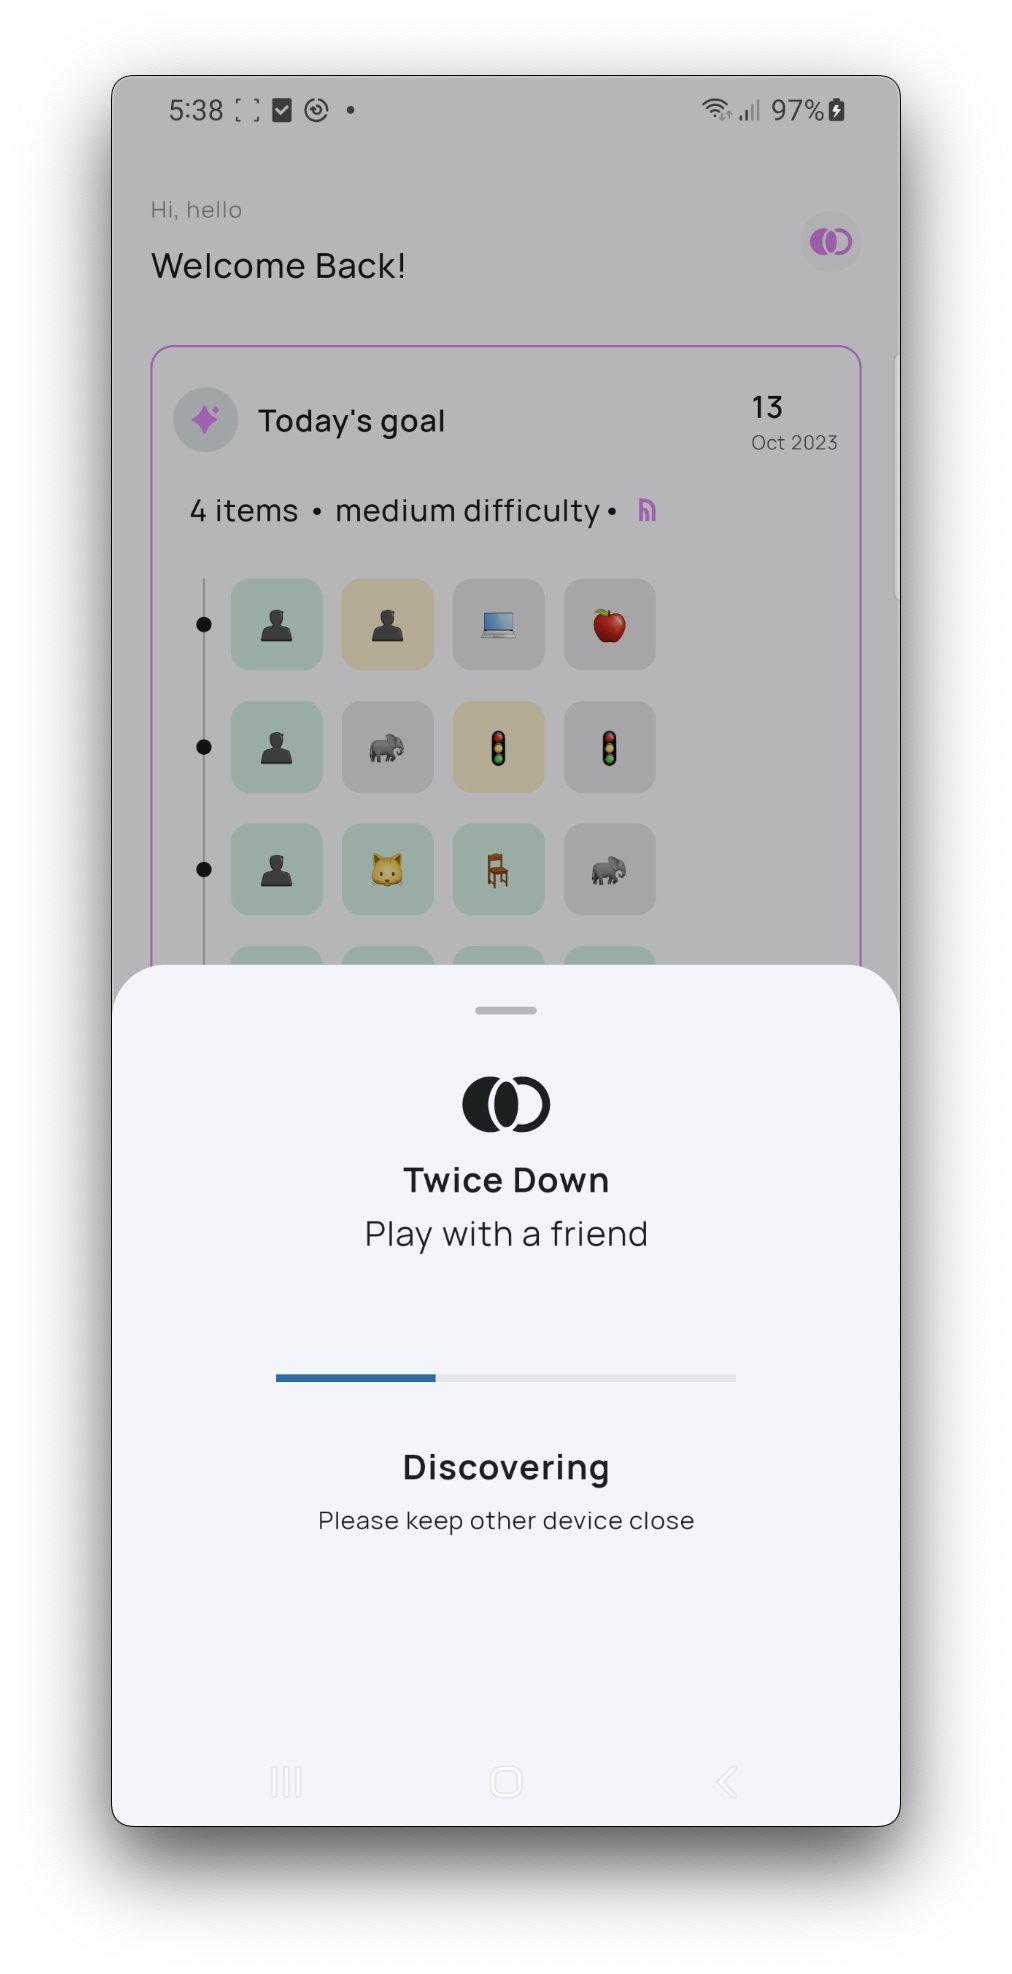 5:38 97%
Hi, hello
Welcome Back!
Today's goal
13
Oct 2023
4 items • medium difficulty •
Twice Down
Play with a friend
Discovering
Please keep other device close